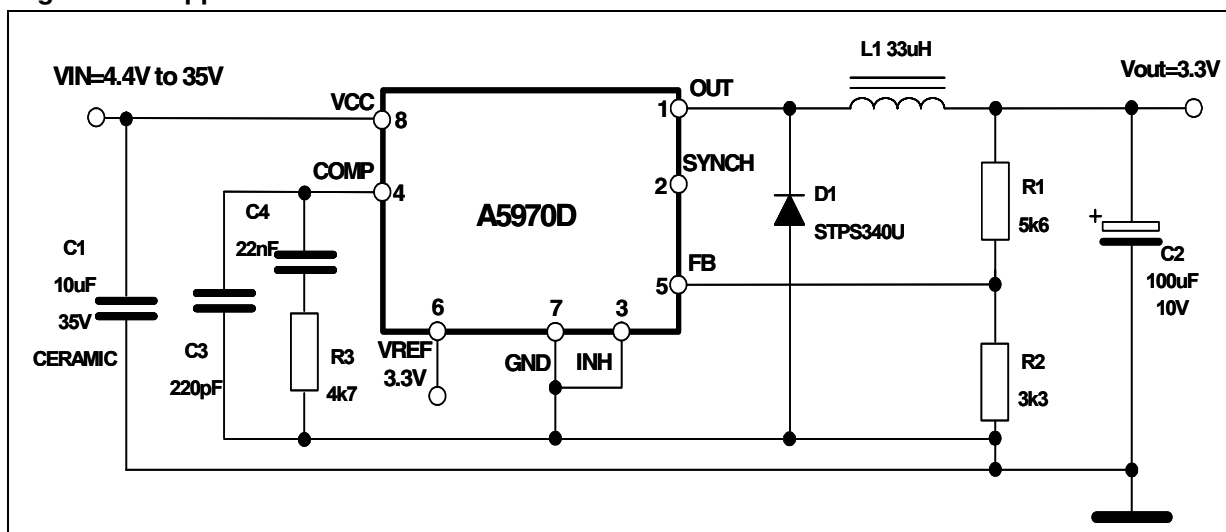 VIN=4.4V to 35V
VCC
8
COMP
4
C4
22nF
C1
10uF
35V
CERAMIC
C3
220pF
R3
4k7
A5970D
6
VREF
3.3V
7
GND
3
INH
OUT
1
SYNCH
2
FB
5
L1 33uH
D1
STPS340U
R1
5k6
R2
3k3
Vout=3.3V
+
C2
100uF
10V